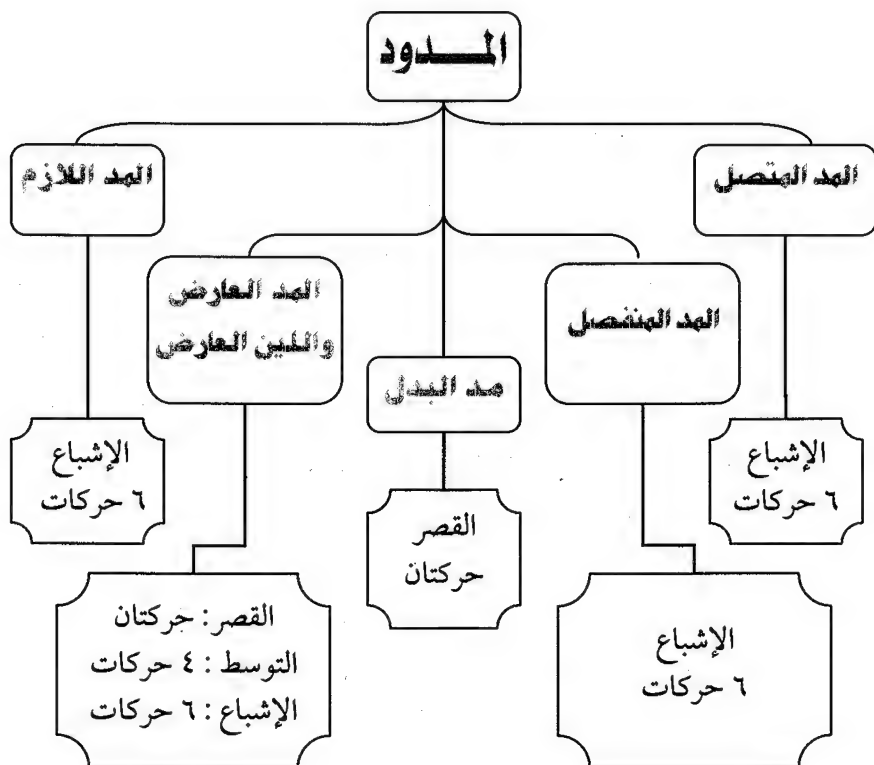 المـــدود
المد المتصل
المد اللازم
المد المنفصل
المد العارض
واللين العارض
مد البدل
الإشباع
٦ حركات
الإشباع
٦ حركات
القصر
حركتان
الإشباع
٦ حركات
القصر : حركتان
التوسط : ٤ حركات
الإشباع : ٦ حركات